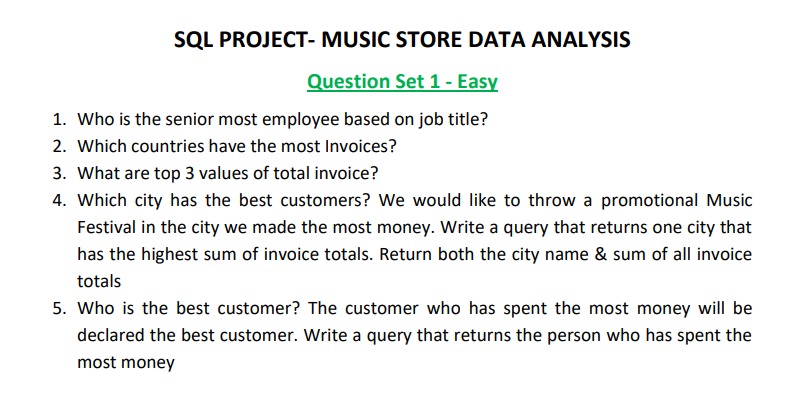 SQL PROJECT- MUSIC STORE DATA ANALYSIS
Question Set 1 - Easy
1. Who is the senior most employee based on job title?
2. Which countries have the most Invoices?
3. What are top 3 values of total invoice?
4. Which city has the best customers? We would like to throw a promotional Music
Festival in the city we made the most money. Write a query that returns one city that
has the highest sum of invoice totals. Return both the city name & sum of all invoice
totals
5. Who is the best customer? The customer who has spent the most money will be
declared the best customer. Write a query that returns the person who has spent the
most money